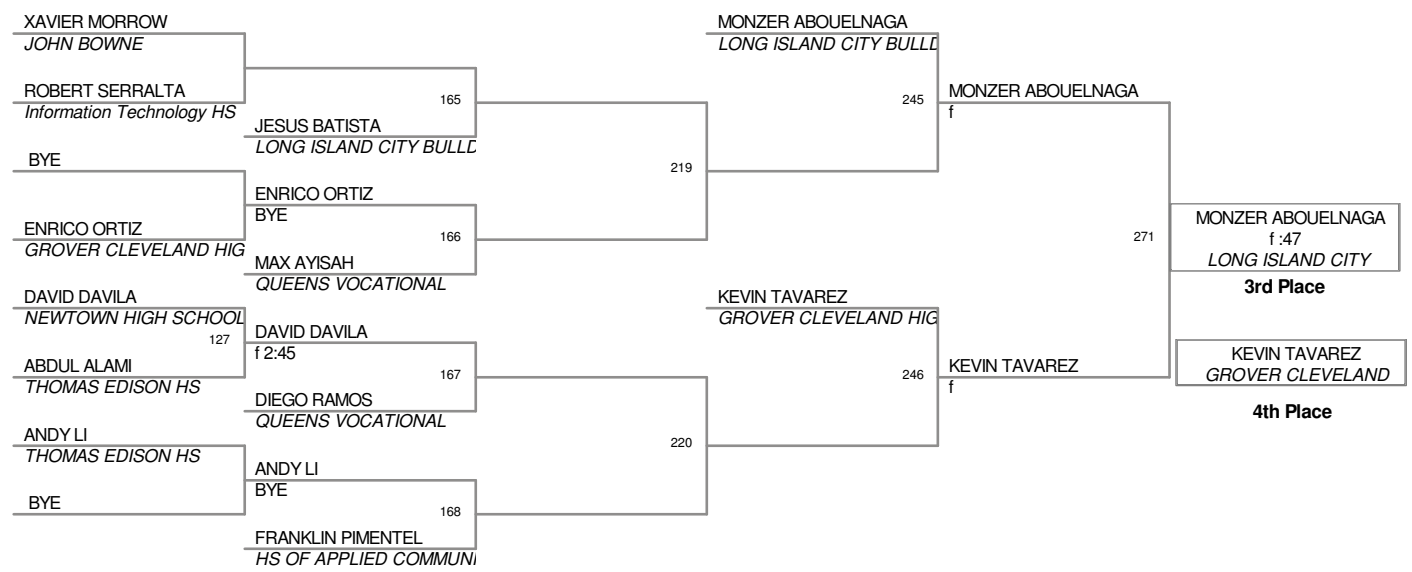 XAVIER MORROW
JOHN BOWNE
ROBERT SERRALTA
Information Technology HS
BYE
ENRICO ORTIZ
GROVER CLEVELAND HIG
DAVID DAVILA
NEWTOWN HIGH SCHOOL
127
ABDUL ALAMI
THOMAS EDISON HS
ANDY LI
THOMAS EDISON HS
BYE
165
JESUS BATISTA
LONG ISLAND CITY BULLD
ENRICO ORTIZ
BYE
166
MAX AYISAH
QUEENS VOCATIONAL
DAVID DAVILA
f 2:45
167
DIEGO RAMOS
QUEENS VOCATIONAL
ANDY LI
BYE
168
FRANKLIN PIMENTEL
HS OF APPLIED COMMUNI
219
220
MONZER ABOUELNAGA
LONG ISLAND CITY BULLD
245
KEVIN TAVAREZ
GROVER CLEVELAND HIG
246
MONZER ABOUELNAGA
f
271
KEVIN TAVAREZ
f
MONZER ABOUELNAGA
f :47
LONG ISLAND CITY
3rd Place
KEVIN TAVAREZ
GROVER CLEVELAND
4th Place